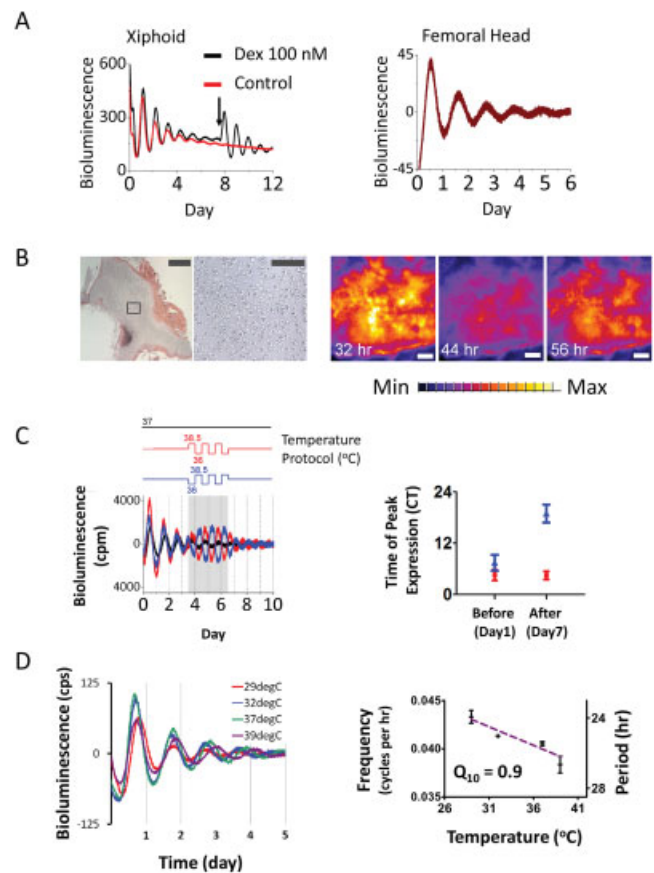 A
Xiphoid
Dex 100 nM
Control
Bioluminescence
600
300
0
0 4 8 12
Day
Femoral Head
Bioluminescence
45
0
-45
0 1 2 3 4 5 6
Day
B
32 hr
44 hr
56 hr
Min Max
C
37
38.5
36
38.5
36
Temperature
Protocol (°C)
Bioluminescence
(cpm)
4000
0
4000
0 2 4 6 8 10
Day
Time of Peak
Expression (CT)
24
12
0
Before
(Day1)
After
(Day7)
D
Bioluminescence (cps)
125
0
-125
29degC
32degC
37degC
39degC
1 2 3 4 5
Time (day)
Frequency
(cycles per hr)
0.045
0.040
0.035
Q10 = 0.9
24
28
Period (hr)
26 31 36 41
Temperature (°C)